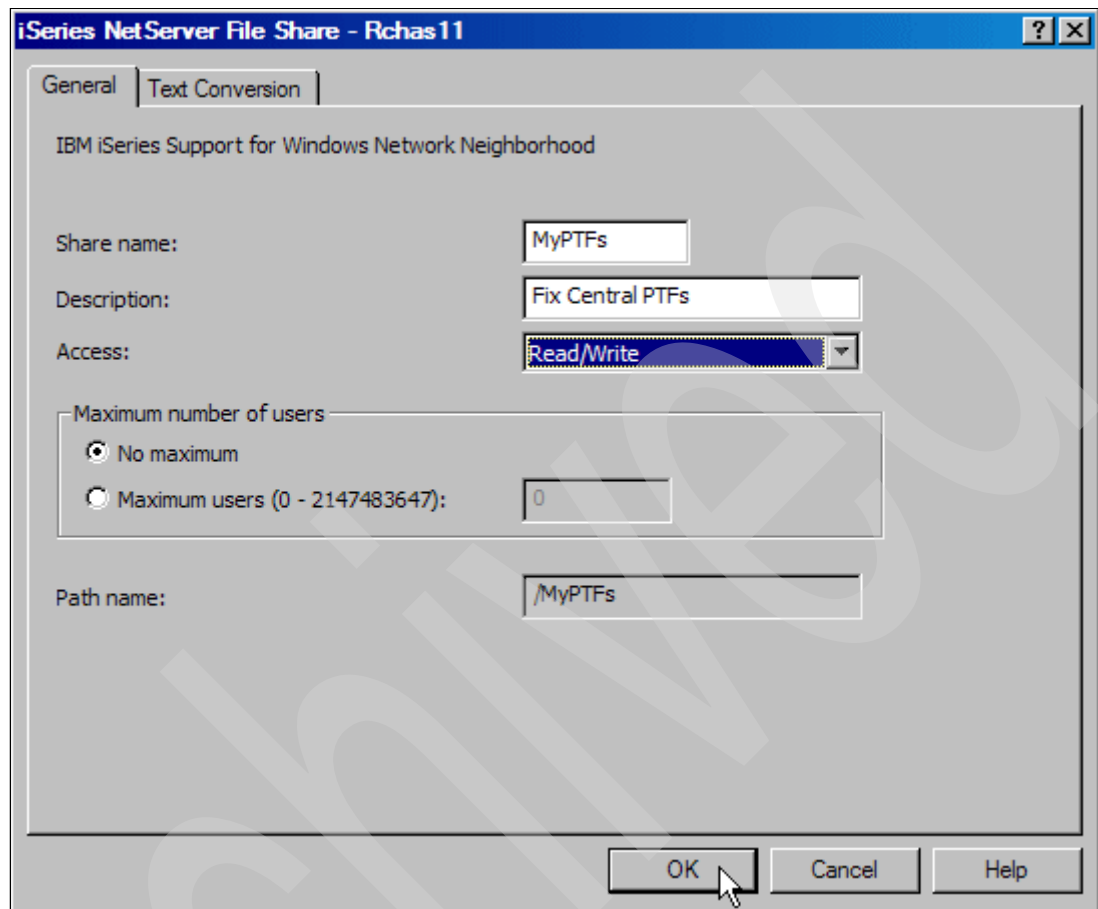 iSeries NetServer File Share - Rchas11
General Text Conversion
IBM iSeries Support for Windows Network Neighborhood
Share name: MyPTFs
Description: Fix Central PTFs
Access: Read/Write
Maximum number of users
No maximum
Maximum users (0 - 2147483647): 0
Path name: /MyPTFs
OK Cancel Help